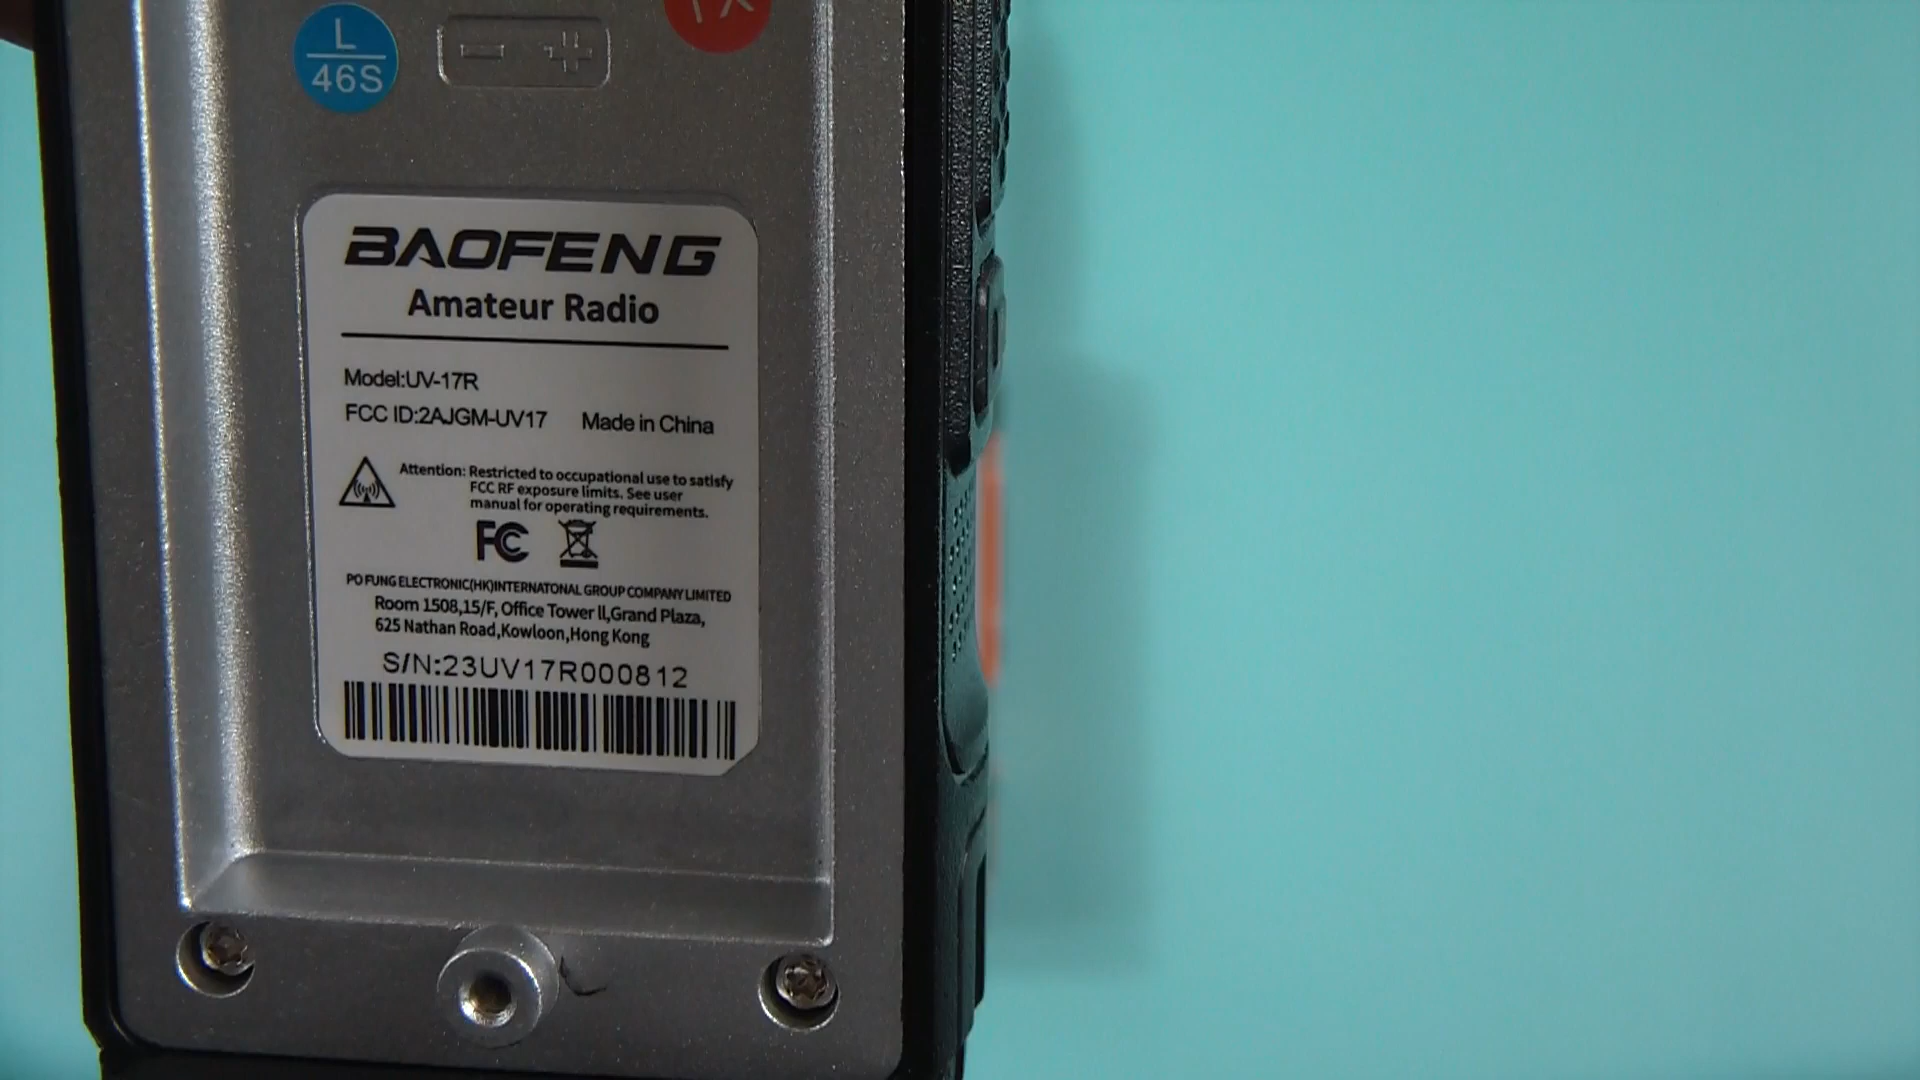 L
46S
BAOFENG
Amateur Radio
Model:UV-17R
FCC ID:2AJGM-UV17 Made in China
Attention: Restricted to occupational use to satisfy
FCC RF exposure limits. See user
manual for operating requirements.
FC
PO FUNG ELECTRONIC(HK)INTERNATONAL GROUP COMPANY LIMITED
Room 1508,15/F, Office Tower ll,Grand Plaza,
625 Nathan Road,Kowloon,Hong Kong
S/N:23UV17R000812